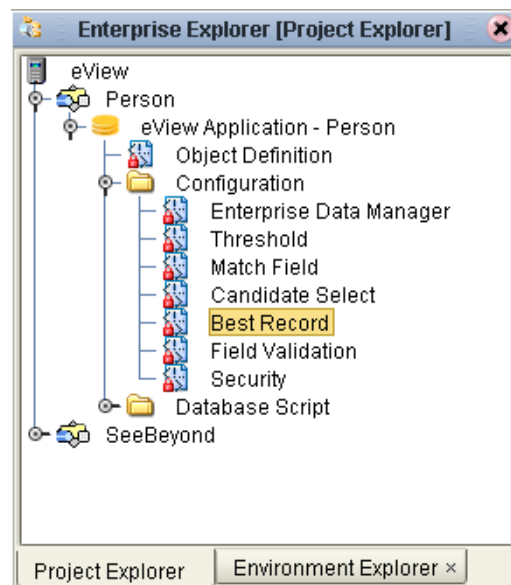 Enterprise Explorer [Project Explorer]
eView
Person
eView Application - Person
Object Definition
Configuration
Enterprise Data Manager
Threshold
Match Field
Candidate Select
Best Record
Field Validation
Security
Database Script
SeeBeyond
Project Explorer Environment Explorer ×